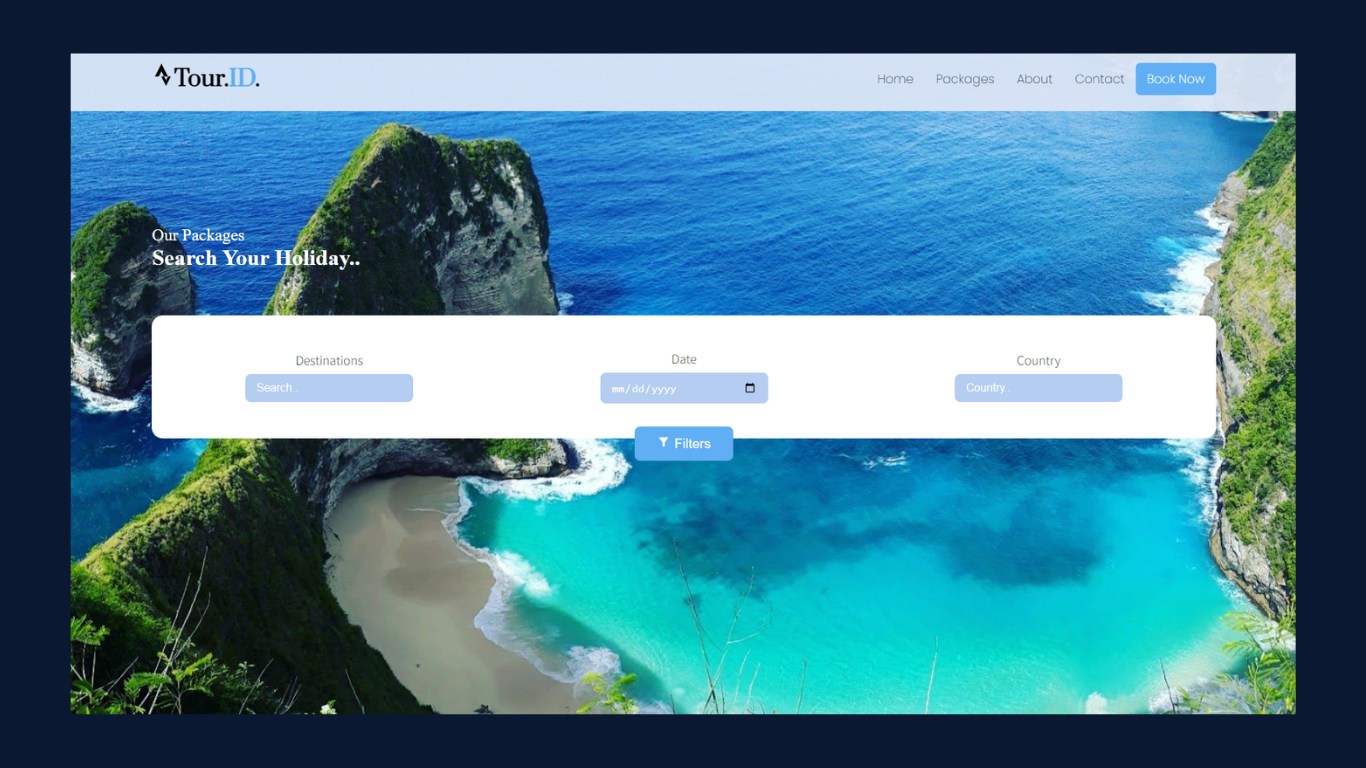 Tour.ID.
Home Packages About Contact Book Now
Our Packages
Search Your Holiday..
Destinations Date Country
Search.. mm/dd/yyyy Country..
Filters